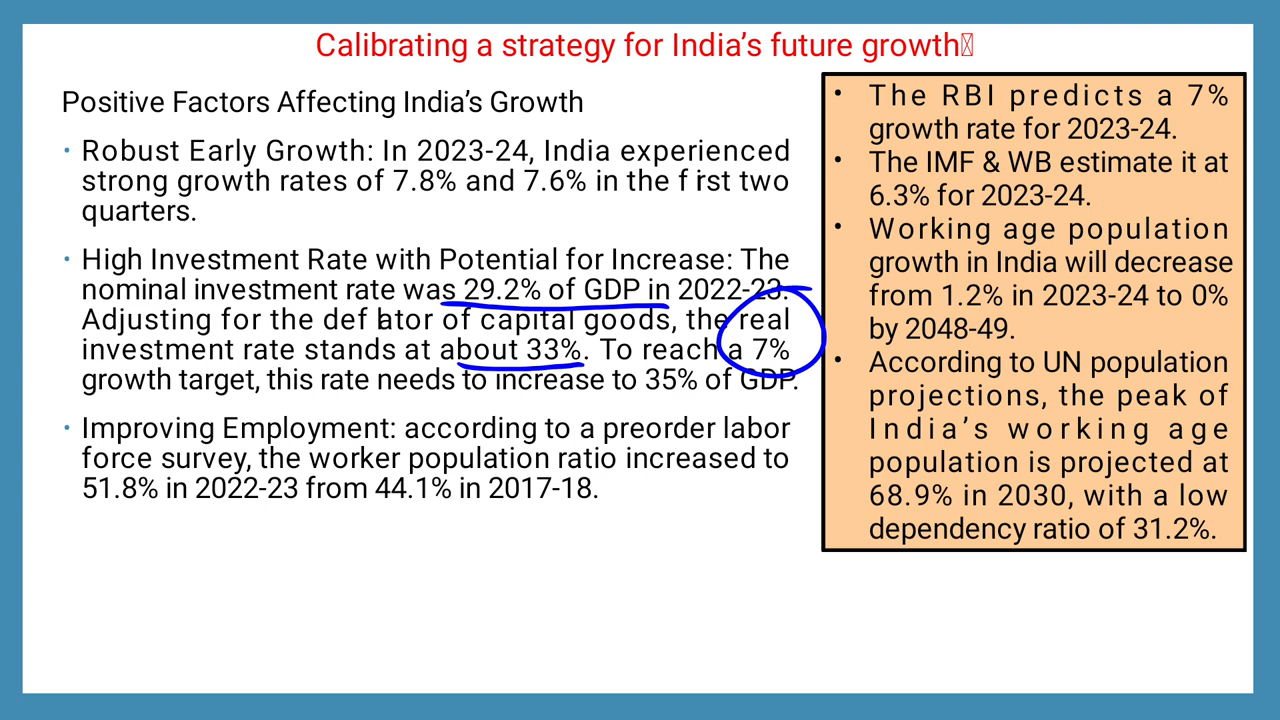 Calibrating a strategy for India’s future growth
Positive Factors Affecting India’s Growth
• Robust Early Growth: In 2023-24, India experienced
strong growth rates of 7.8% and 7.6% in the first two
quarters.
• High Investment Rate with Potential for Increase: The
nominal investment rate was 29.2% of GDP in 2022-23.
Adjusting for the deflator of capital goods, the real
investment rate stands at about 33%. To reach a 7%
growth target, this rate needs to increase to 35% of GDP.
• Improving Employment: according to a preorder labor
force survey, the worker population ratio increased to
51.8% in 2022-23 from 44.1% in 2017-18.
• The RBI predicts a 7%
growth rate for 2023-24.
• The IMF & WB estimate it at
6.3% for 2023-24.
• Working age population
growth in India will decrease
from 1.2% in 2023-24 to 0%
by 2048-49.
• According to UN population
projections, the peak of
India’s working age
population is projected at
68.9% in 2030, with a low
dependency ratio of 31.2%.